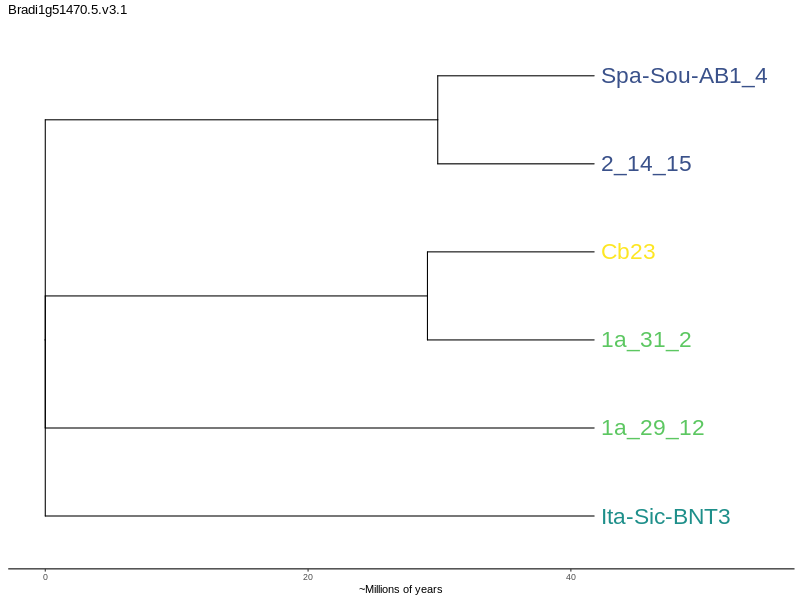 Bradi1g51470.5.v3.1
Spa-Sou-AB1_4
2_14_15
Cb23
1a_31_2
1a_29_12
Ita-Sic-BNT3
0 20 40
~Millions of years